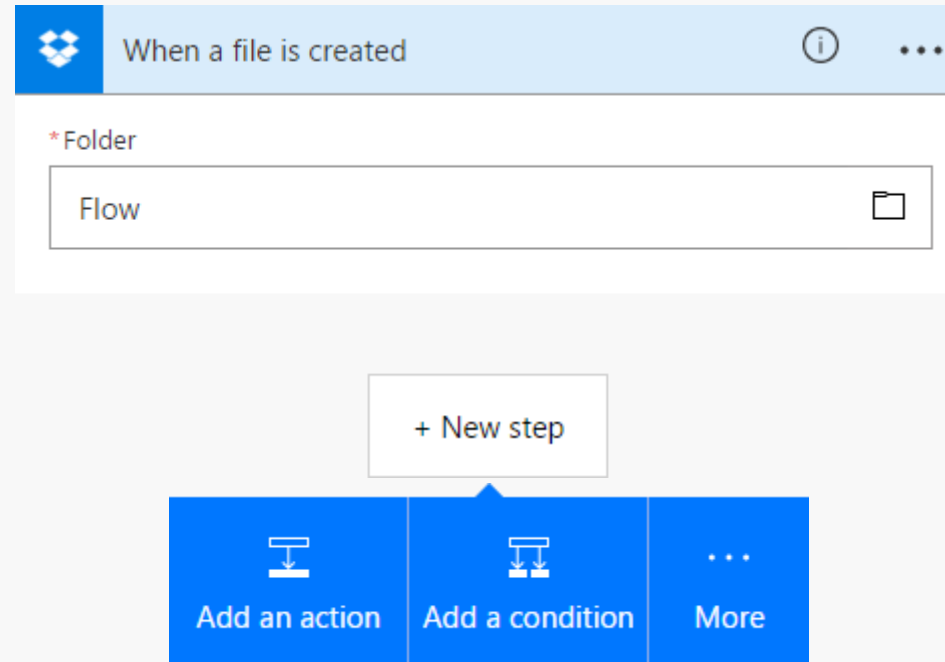 When a file is created
*Folder
Flow
+ New step
Add an action Add a condition More